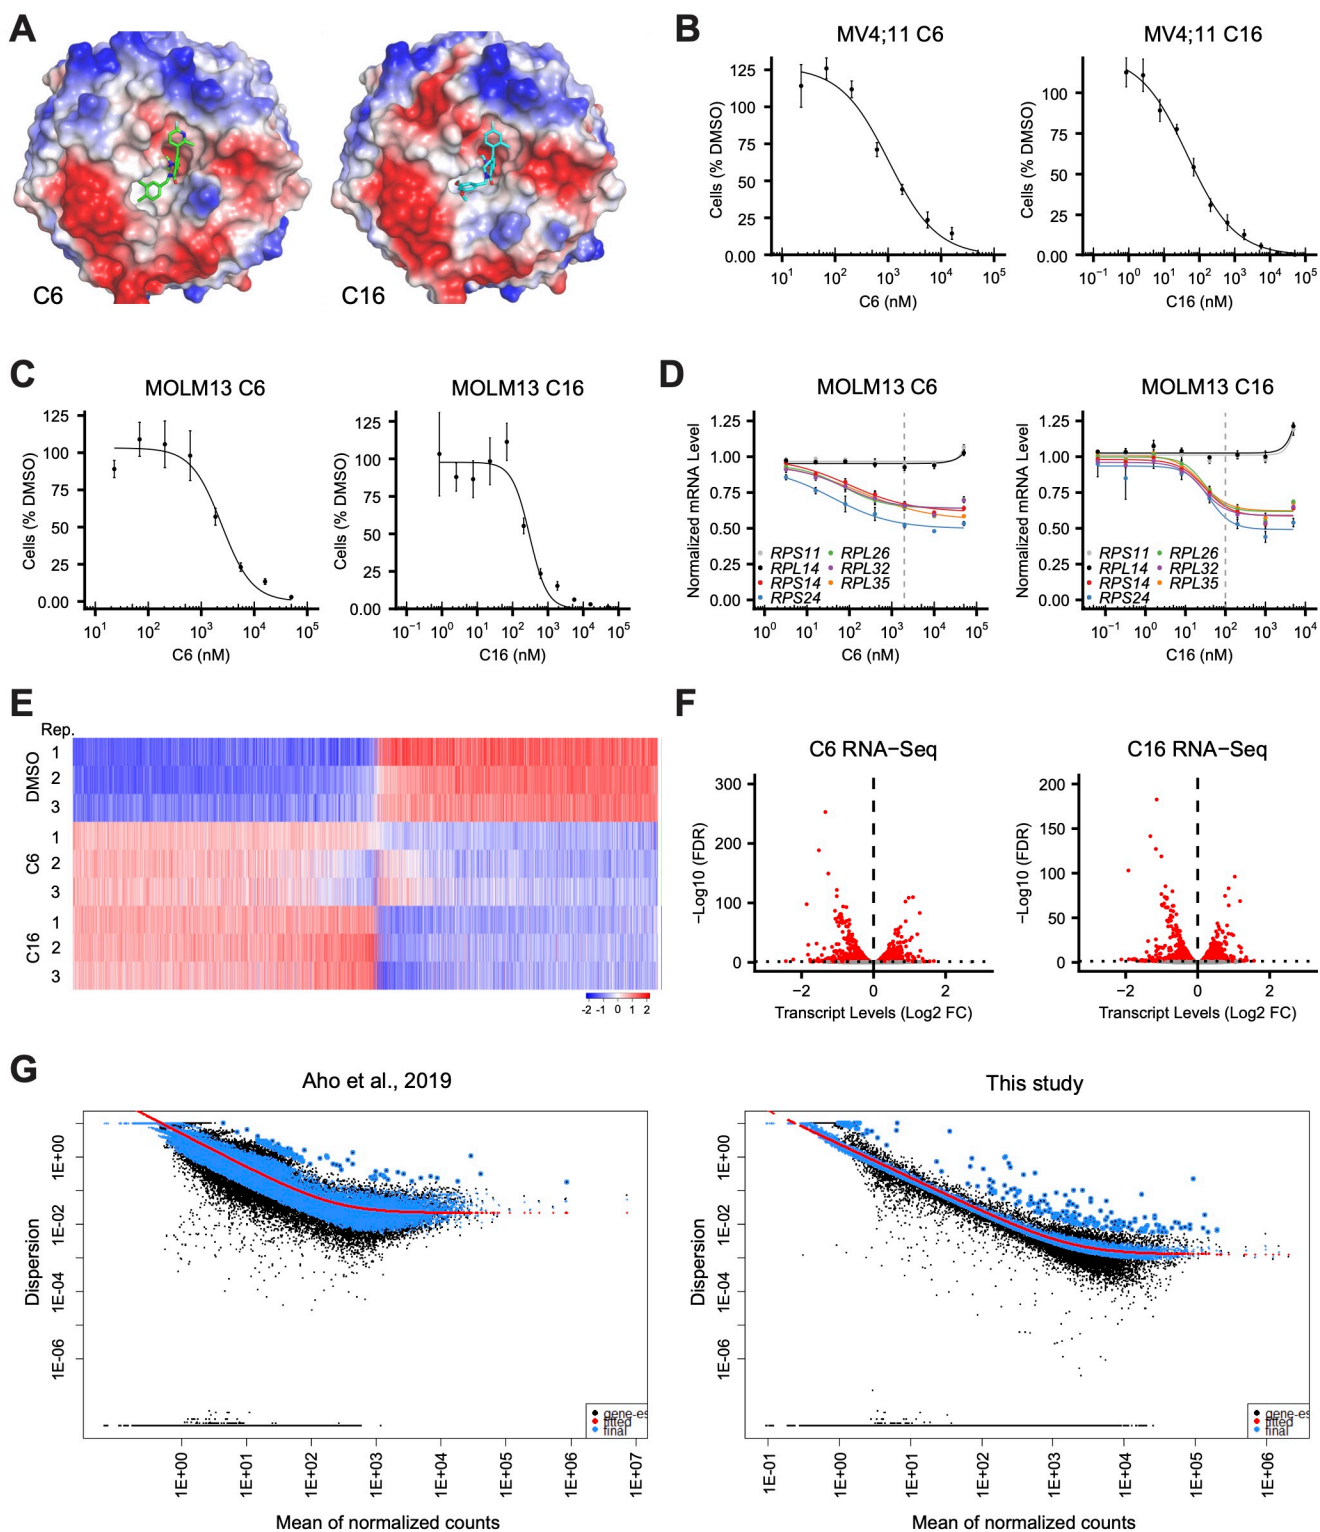 A
C6
C16
B
MV4;11 C6
Cells (% DMSO)
125
100
75
50
25
0.00
10¹ 10² 10³ 10⁴ 10⁵
C6 (nM)
MV4;11 C16
Cells (% DMSO)
100
75
50
25
0.00
10⁻¹ 10⁰ 10¹ 10² 10³ 10⁴ 10⁵
C16 (nM)
C
MOLM13 C6
Cells (% DMSO)
125
100
75
50
25
0.00
10¹ 10² 10³ 10⁴ 10⁵
C6 (nM)
MOLM13 C16
Cells (% DMSO)
125
100
75
50
25
0.00
10⁻¹ 10⁰ 10¹ 10² 10³ 10⁴ 10⁵
C16 (nM)
D
MOLM13 C6
Normalized mRNA Level
1.25
1.00
0.75
0.50
0.25
0.00
RPS11 RPL26
RPL14 RPL32
RPS14 RPL35
RPS24
10⁰ 10¹ 10² 10³ 10⁴ 10⁵
C6 (nM)
MOLM13 C16
Normalized mRNA Level
1.25
1.00
0.75
0.50
0.25
0.00
RPS11 RPL26
RPL14 RPL32
RPS14 RPL35
RPS24
10⁻¹ 10⁰ 10¹ 10² 10³ 10⁴
C16 (nM)
E
Rep.
DMSO
1
2
3
C6
1
2
3
C16
1
2
3
-2 -1 0 1 2
F
C6 RNA−Seq
−Log10 (FDR)
300
200
100
0
−2 0 2
Transcript Levels (Log2 FC)
C16 RNA−Seq
−Log10 (FDR)
200
150
100
50
0
−2 0 2
Transcript Levels (Log2 FC)
G
Aho et al., 2019
Dispersion
1E+00
1E-02
1E-04
1E-06
gene-es
fitted
final
1E+00 1E+01 1E+02 1E+03 1E+04 1E+05 1E+06 1E+07
Mean of normalized counts
This study
Dispersion
1E+00
1E-02
1E-04
1E-06
gene-es
fitted
final
1E-01 1E+00 1E+01 1E+02 1E+03 1E+04 1E+05 1E+06
Mean of normalized counts